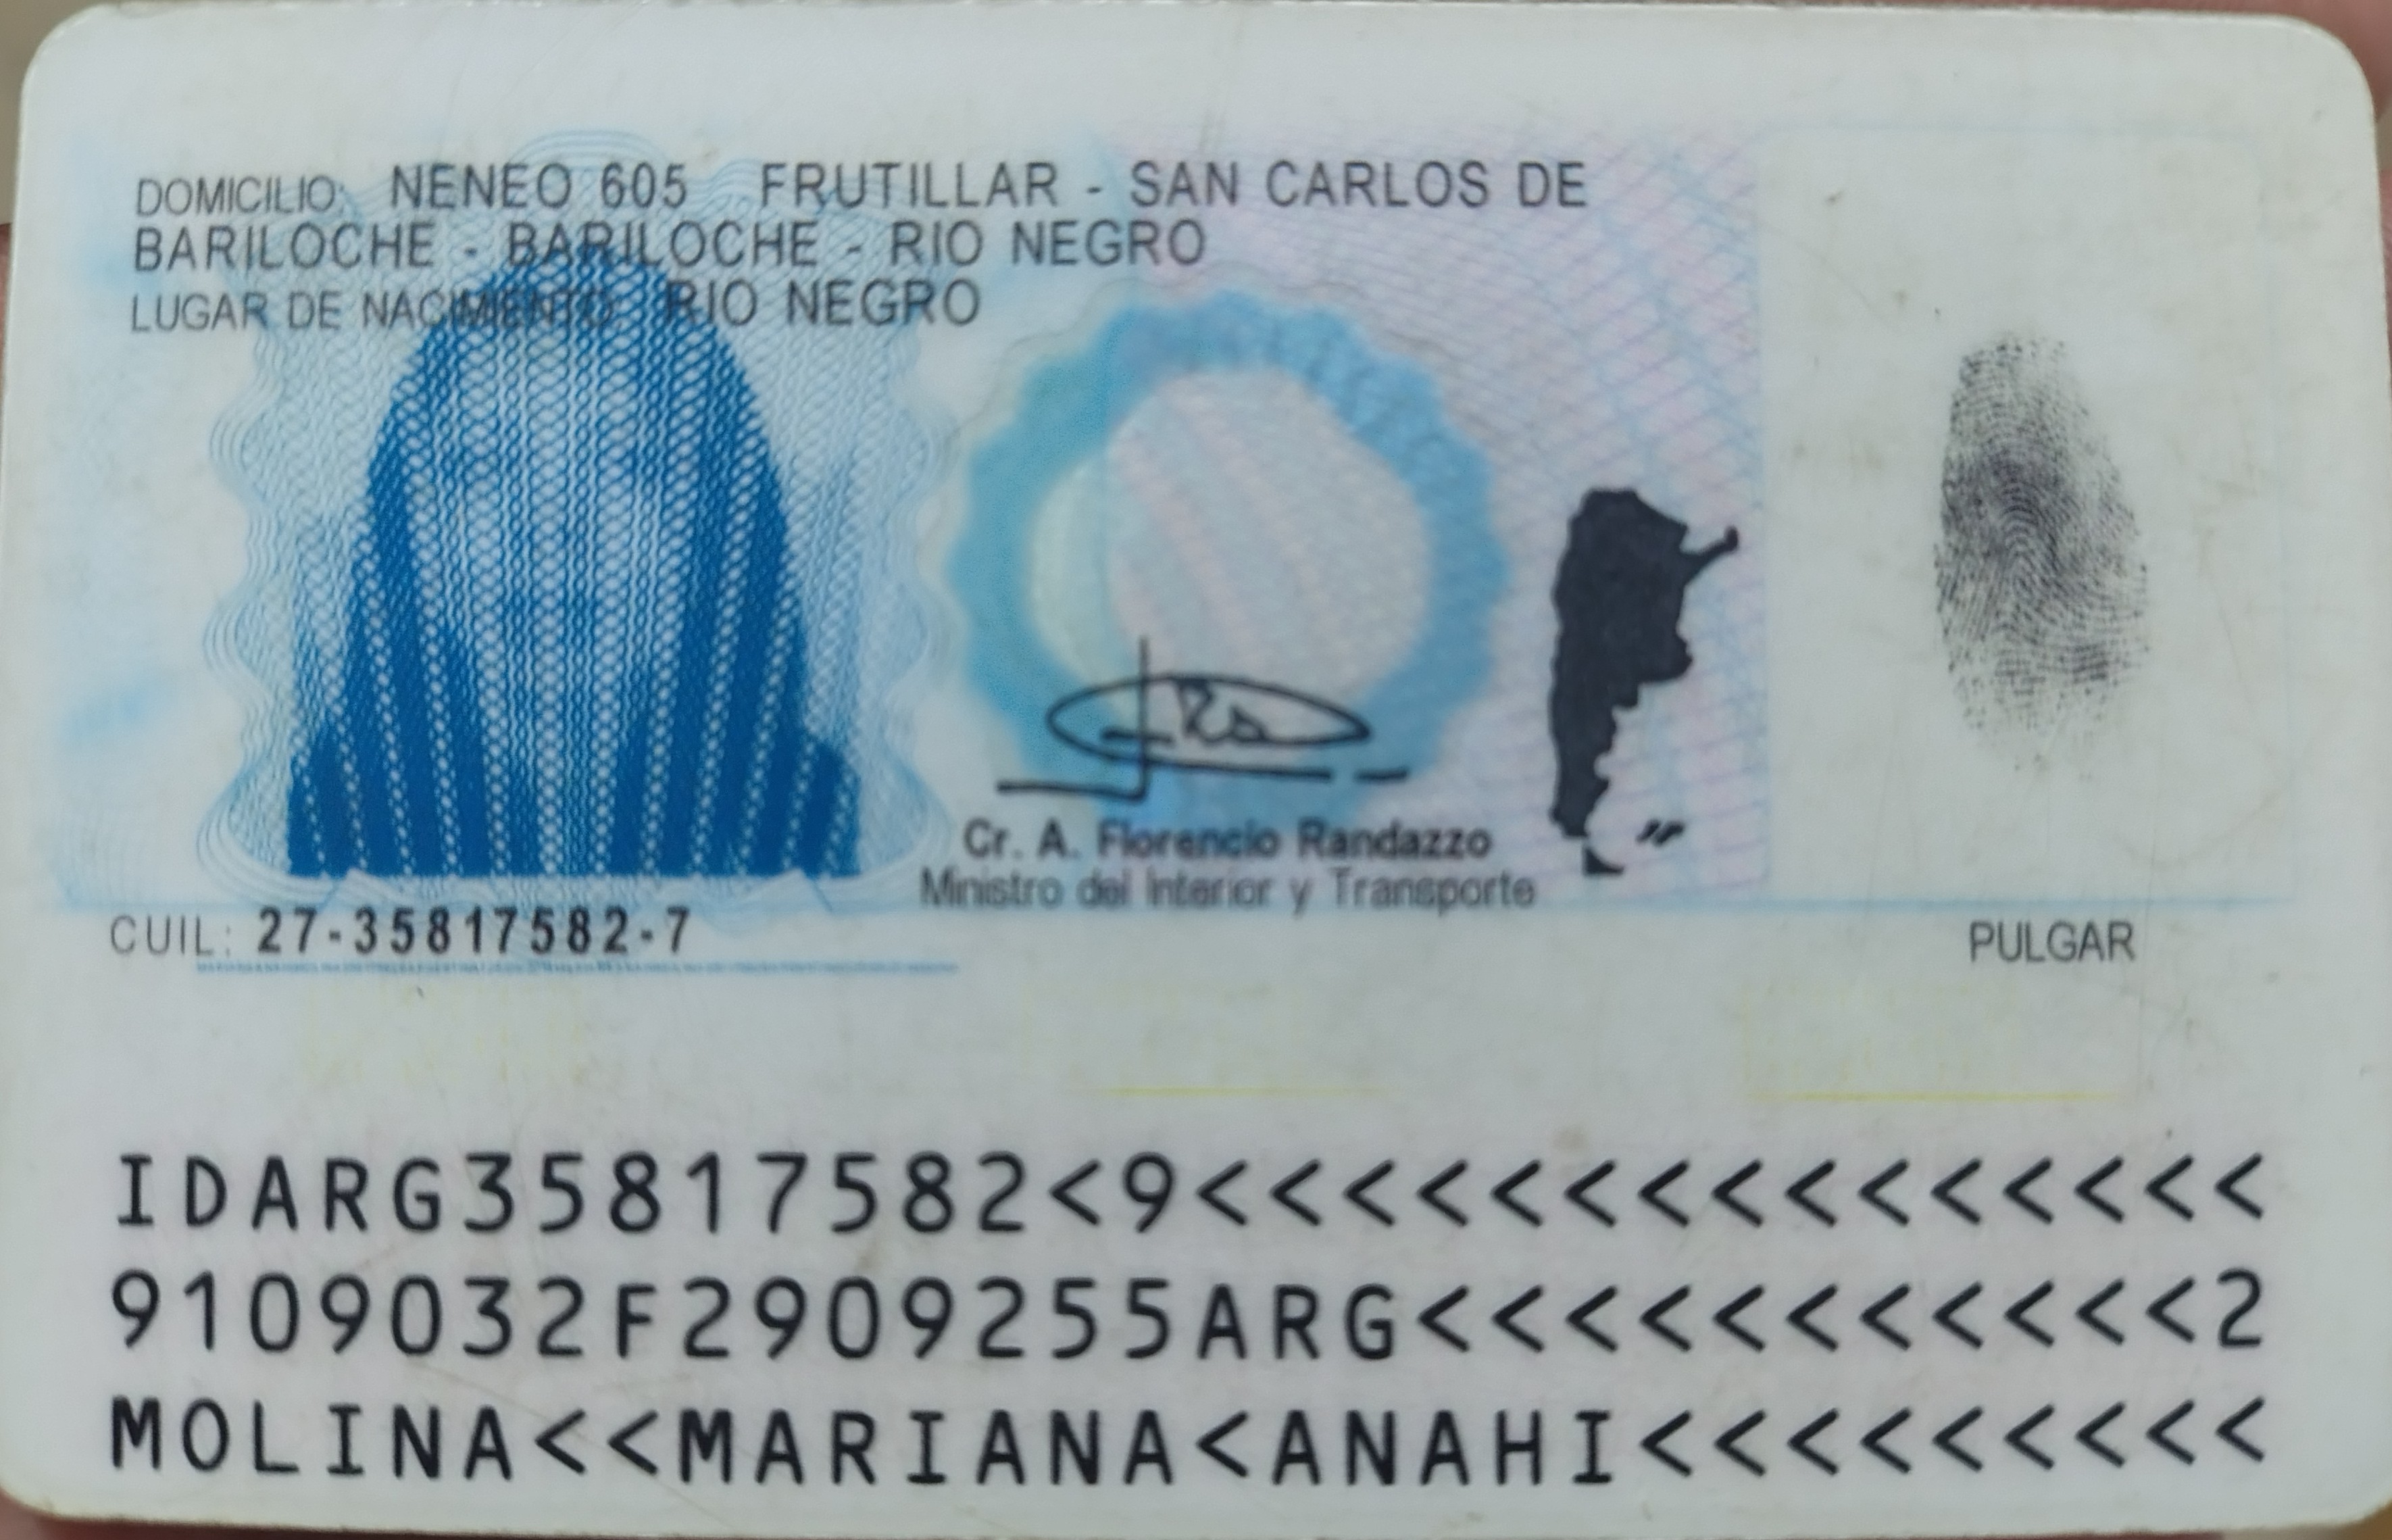 DOMICILIO: NENEO 605 FRUTILLAR - SAN CARLOS DE
BARILOCHE - BARILOCHE - RIO NEGRO
LUGAR DE NACIMIENTO: RIO NEGRO
Cr. A. Florencio Randazzo
Ministro del Interior y Transporte
CUIL: 27-35817582-7
PULGAR
IDARG35817582<9<<<<<<<<<<<<<<<
9109032F2909255ARG<<<<<<<<<<<2
MOLINA<<MARIANA<ANAHI<<<<<<<<<